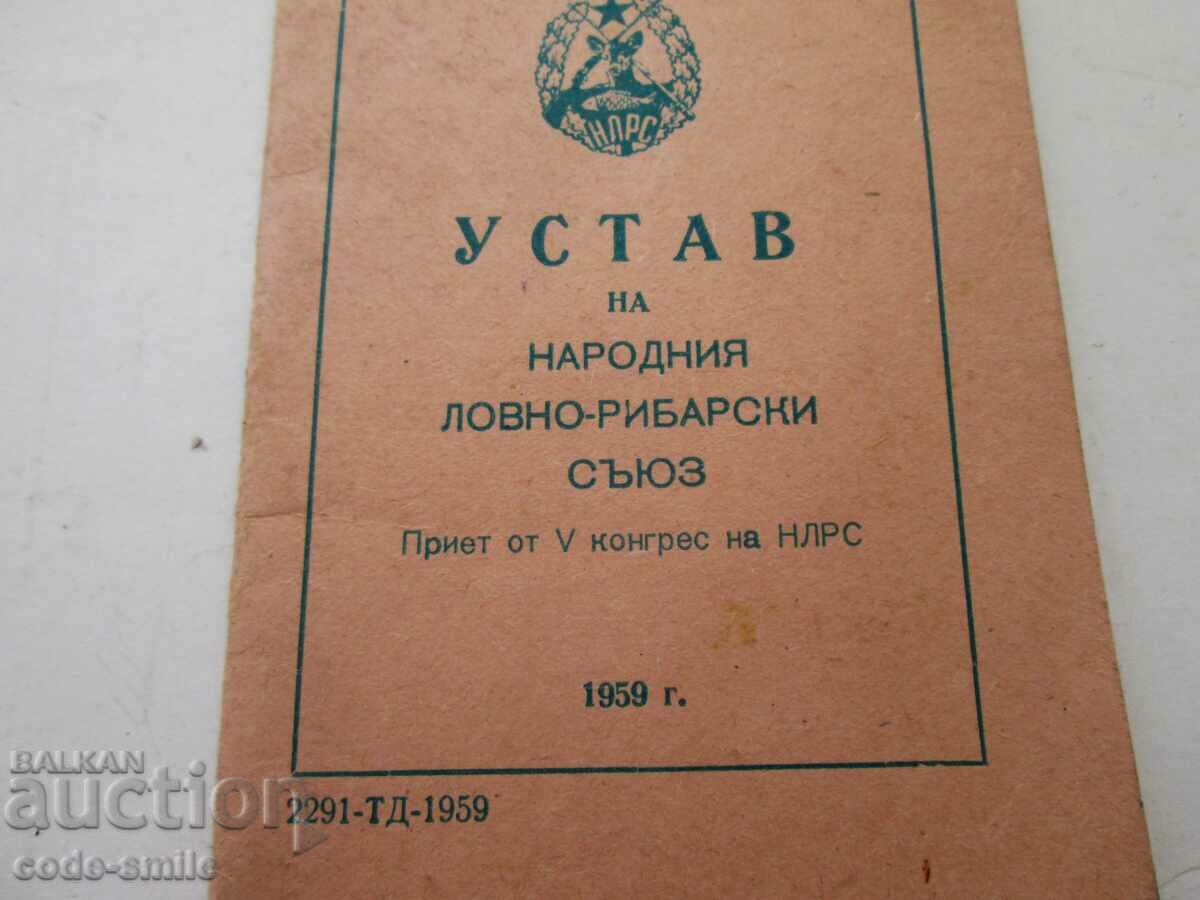 НЛРС
УСТАВ
НА
НАРОДНИЯ
ЛОВНО-РИБАРСКИ
СЪЮЗ
Приет от V конгрес на НЛРС
1959 г.
2291-ТД-1959
BALKAN
auction
code-smile